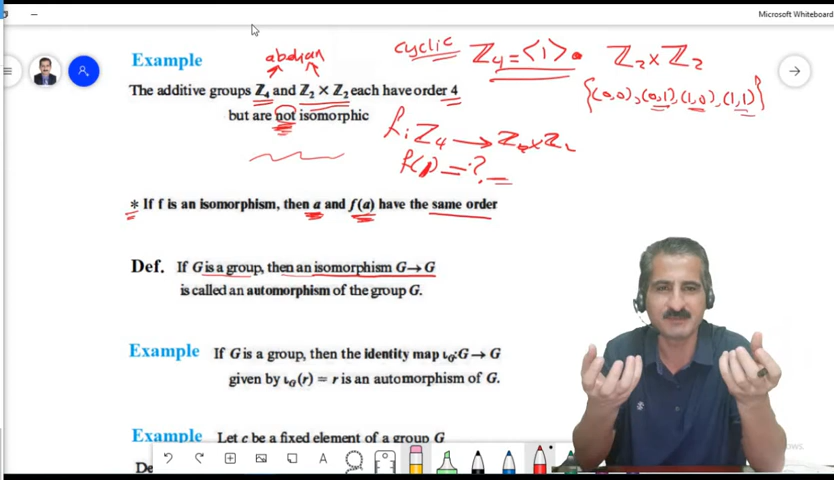 Microsoft Whiteboard
Example
abelian
cyclic Z₄ = <1> • Z₂ x Z₂
The additive groups Z₄ and Z₂ × Z₂ each have order 4
{(0,0), (0,1), (1,0), (1,1)}
but are not isomorphic
f: Z₄ → Z₂ x Z₂
f(1) = ?
* If f is an isomorphism, then a and f(a) have the same order
Def. If G is a group, then an isomorphism G→G
is called an automorphism of the group G.
Example If G is a group, then the identity map ι_G:G → G
given by ι_G(r) = r is an automorphism of G.
Example Let c be a fixed element of a group G
De